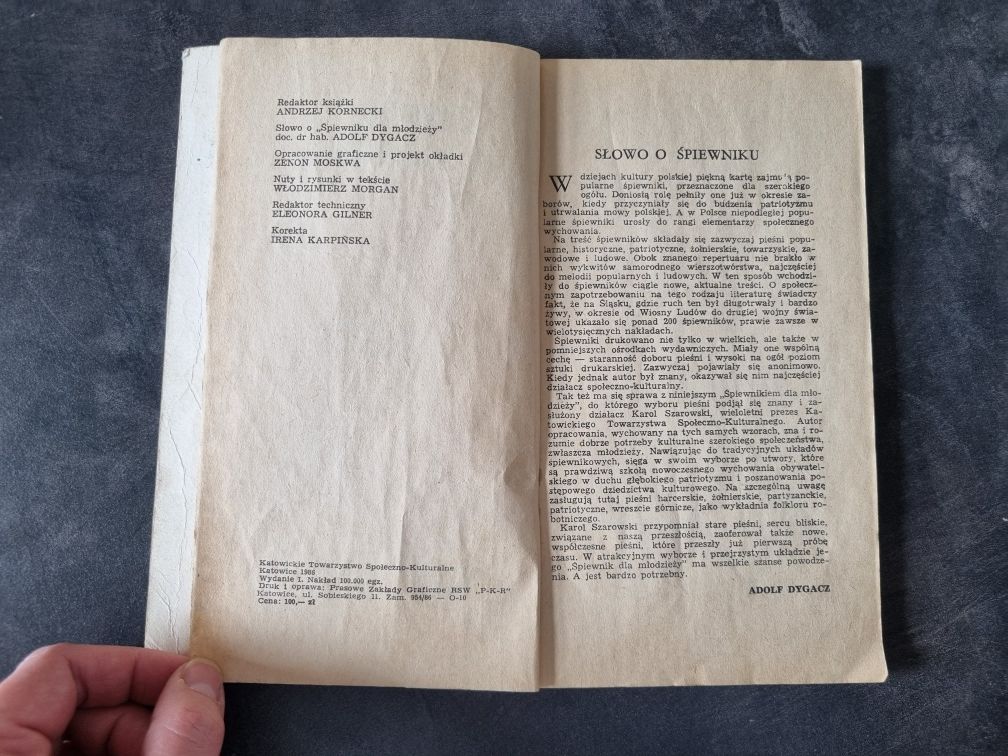 Redaktor książki
ANDRZEJ KORNECKI
Słowo o „Śpiewniku dla młodzieży”
doc. dr hab. ADOLF DYGACZ
Opracowanie graficzne i projekt okładki
ZENON MOSKWA
Nuty i rysunki w tekście
WŁODZIMIERZ MORGAN
Redaktor techniczny
ELEONORA GILNER
Korekta
IRENA KARPIŃSKA
Katowickie Towarzystwo Społeczno-Kulturalne
Katowice 1986
Wydanie 1. Nakład 100.000 egz.
Druk i oprawa: Prasowe Zakłady Graficzne RSW „P-K-R”
Katowice, ul. Sobieskiego 11. Zam. 954/86 — O-10
Cena: 100,— zł
SŁOWO O ŚPIEWNIKU
W dziejach kultury polskiej piękną kartę zajmują po-
pularne śpiewniki, przeznaczone dla szerokiego
ogółu. Doniosłą rolę pełniły one już w okresie za-
borów, kiedy przyczyniały się do budzenia patriotyzmu
i utrwalania mowy polskiej. A w Polsce niepodległej popu-
larne śpiewniki urosły do rangi elementarzy społecznego
wychowania.
Na treść śpiewników składały się zazwyczaj pieśni popu-
larne, historyczne, patriotyczne, żołnierskie, towarzyskie, za-
wodowe i ludowe. Obok znanego repertuaru nie brakło w
nich wykwitów samorodnego wierszotwórstwa, najczęściej
do melodii popularnych i ludowych. W ten sposób wchodzi-
ły do śpiewników ciągle nowe, aktualne treści. O społecz-
nym zapotrzebowaniu na tego rodzaju literaturę świadczy
fakt, że na Śląsku, gdzie ruch ten był długotrwały i bardzo
żywy, w okresie od Wiosny Ludów do drugiej wojny świa-
towej ukazało się ponad 200 śpiewników, prawie zawsze w
wielotysięcznych nakładach.
Śpiewniki drukowano nie tylko w wielkich, ale także w
pomniejszych ośrodkach wydawniczych. Miały one wspólną
cechę — staranność doboru pieśni i wysoki na ogół poziom
sztuki drukarskiej. Zazwyczaj pojawiały się anonimowo.
Kiedy jednak autor był znany, okazywał się nim najczęściej
działacz społeczno-kulturalny.
Tak też ma się sprawa z niniejszym „Śpiewnikiem dla mło-
dzieży”, do którego wyboru pieśni podjął się znany i za-
służony działacz Karol Szarowski, wieloletni prezes Ka-
towickiego Towarzystwa Społeczno-Kulturalnego. Autor
opracowania, wychowany na tych samych wzorach, zna i ro-
zumie dobrze potrzeby kulturalne szerokiego społeczeństwa,
zwłaszcza młodzieży. Nawiązując do tradycyjnych układów
śpiewnikowych, sięga w swoim wyborze po utwory, które
są prawdziwą szkołą nowoczesnego wychowania obywatel-
skiego w duchu głębokiego patriotyzmu i poszanowania po-
stępowego dziedzictwa kulturowego. Na szczególną uwagę
zasługują tutaj pieśni harcerskie, żołnierskie, partyzanckie,
patriotyczne, wreszcie górnicze, jako wykładnia folkloru ro-
botniczego.
Karol Szarowski przypomniał stare pieśni, sercu bliskie,
związane z naszą przeszłością, zaoferował także nowe,
współczesne pieśni, które przeszły już pierwszą próbę
czasu. W atrakcyjnym wyborze i przejrzystym układzie je-
go „Śpiewnik dla młodzieży” ma wszelkie szanse powodze-
nia. A jest bardzo potrzebny.
ADOLF DYGACZ